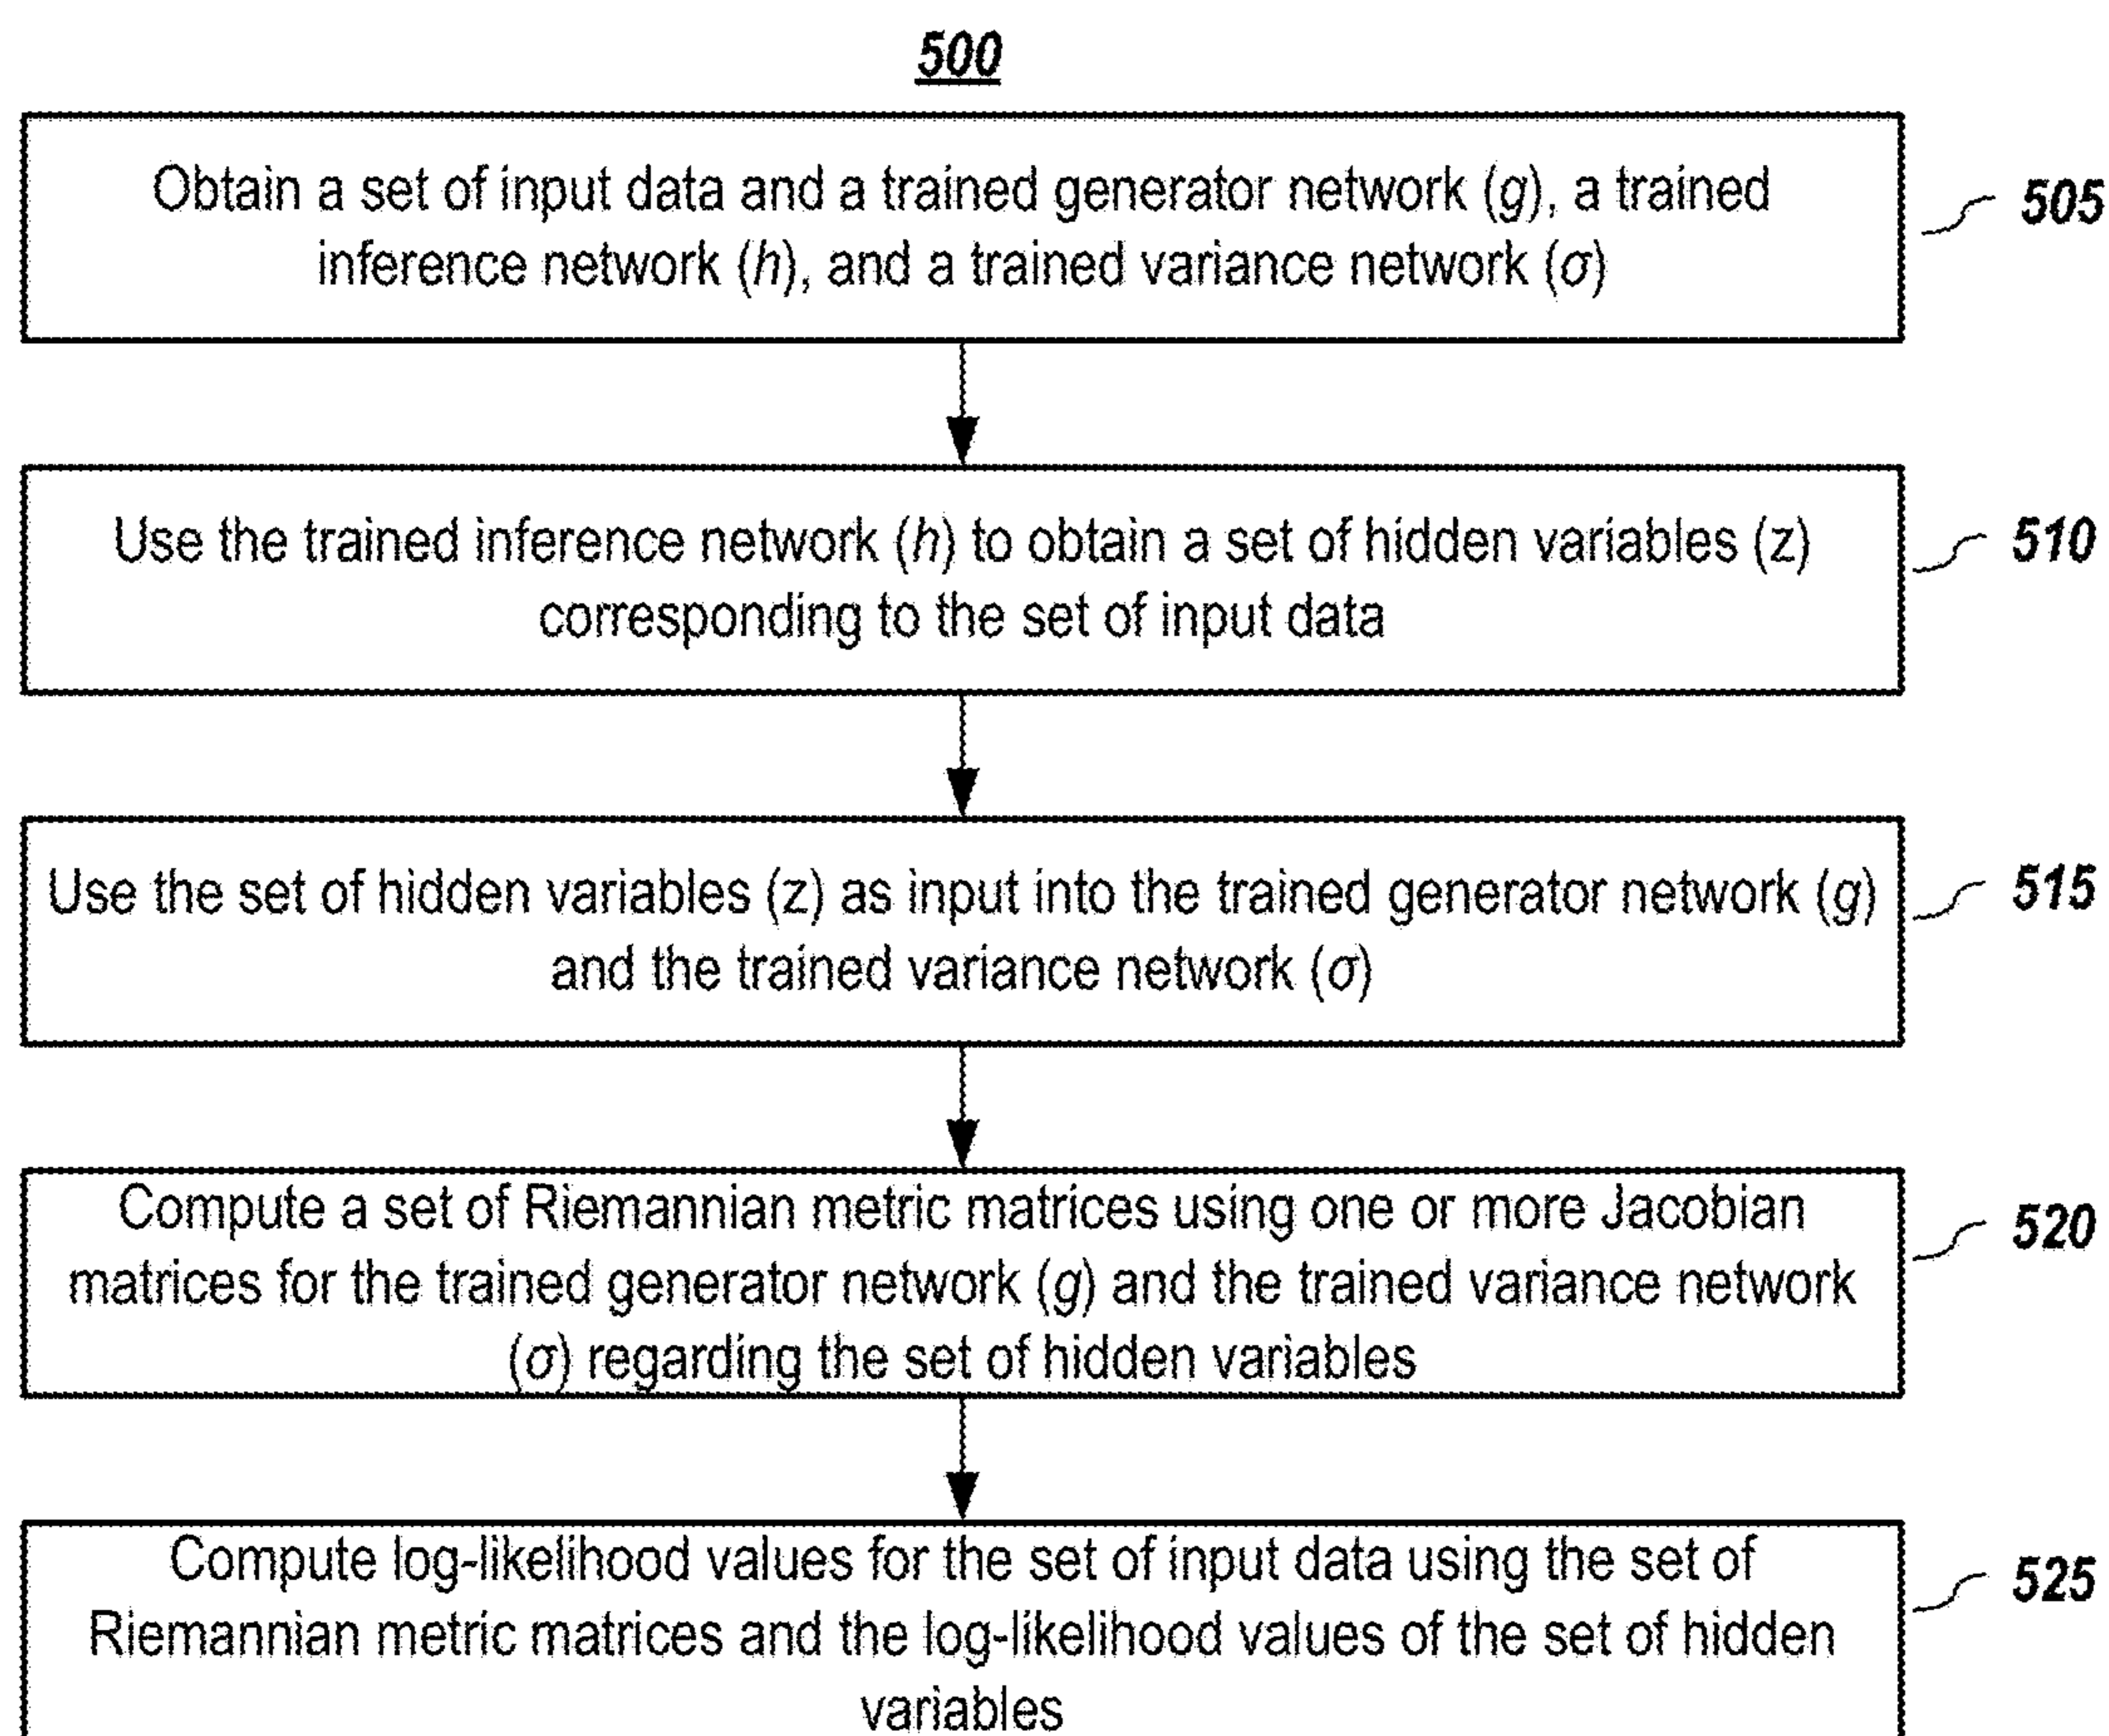 500
Obtain a set of input data and a trained generator network (g), a trained
inference network (h), and a trained variance network (σ)
505
Use the trained inference network (h) to obtain a set of hidden variables (z)
corresponding to the set of input data
510
Use the set of hidden variables (z) as input into the trained generator network (g)
and the trained variance network (σ)
515
Compute a set of Riemannian metric matrices using one or more Jacobian
matrices for the trained generator network (g) and the trained variance network
(σ) regarding the set of hidden variables
520
Compute log-likelihood values for the set of input data using the set of
Riemannian metric matrices and the log-likelihood values of the set of hidden
variables
525